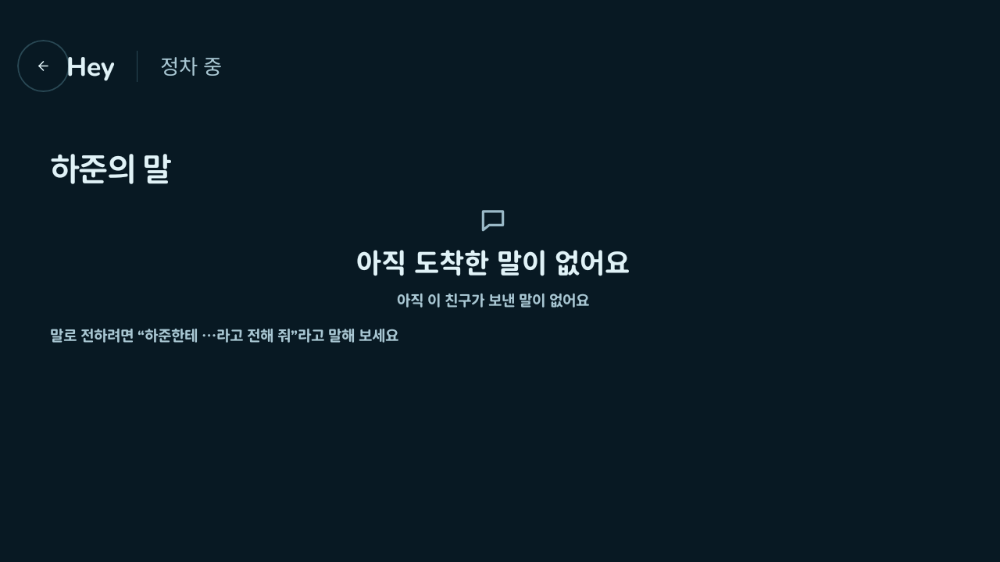 Hey 정차 중
하준의 말
아직 도착한 말이 없어요
아직 이 친구가 보낸 말이 없어요
말로 전하려면 “하준한테 …라고 전해 줘”라고 말해 보세요